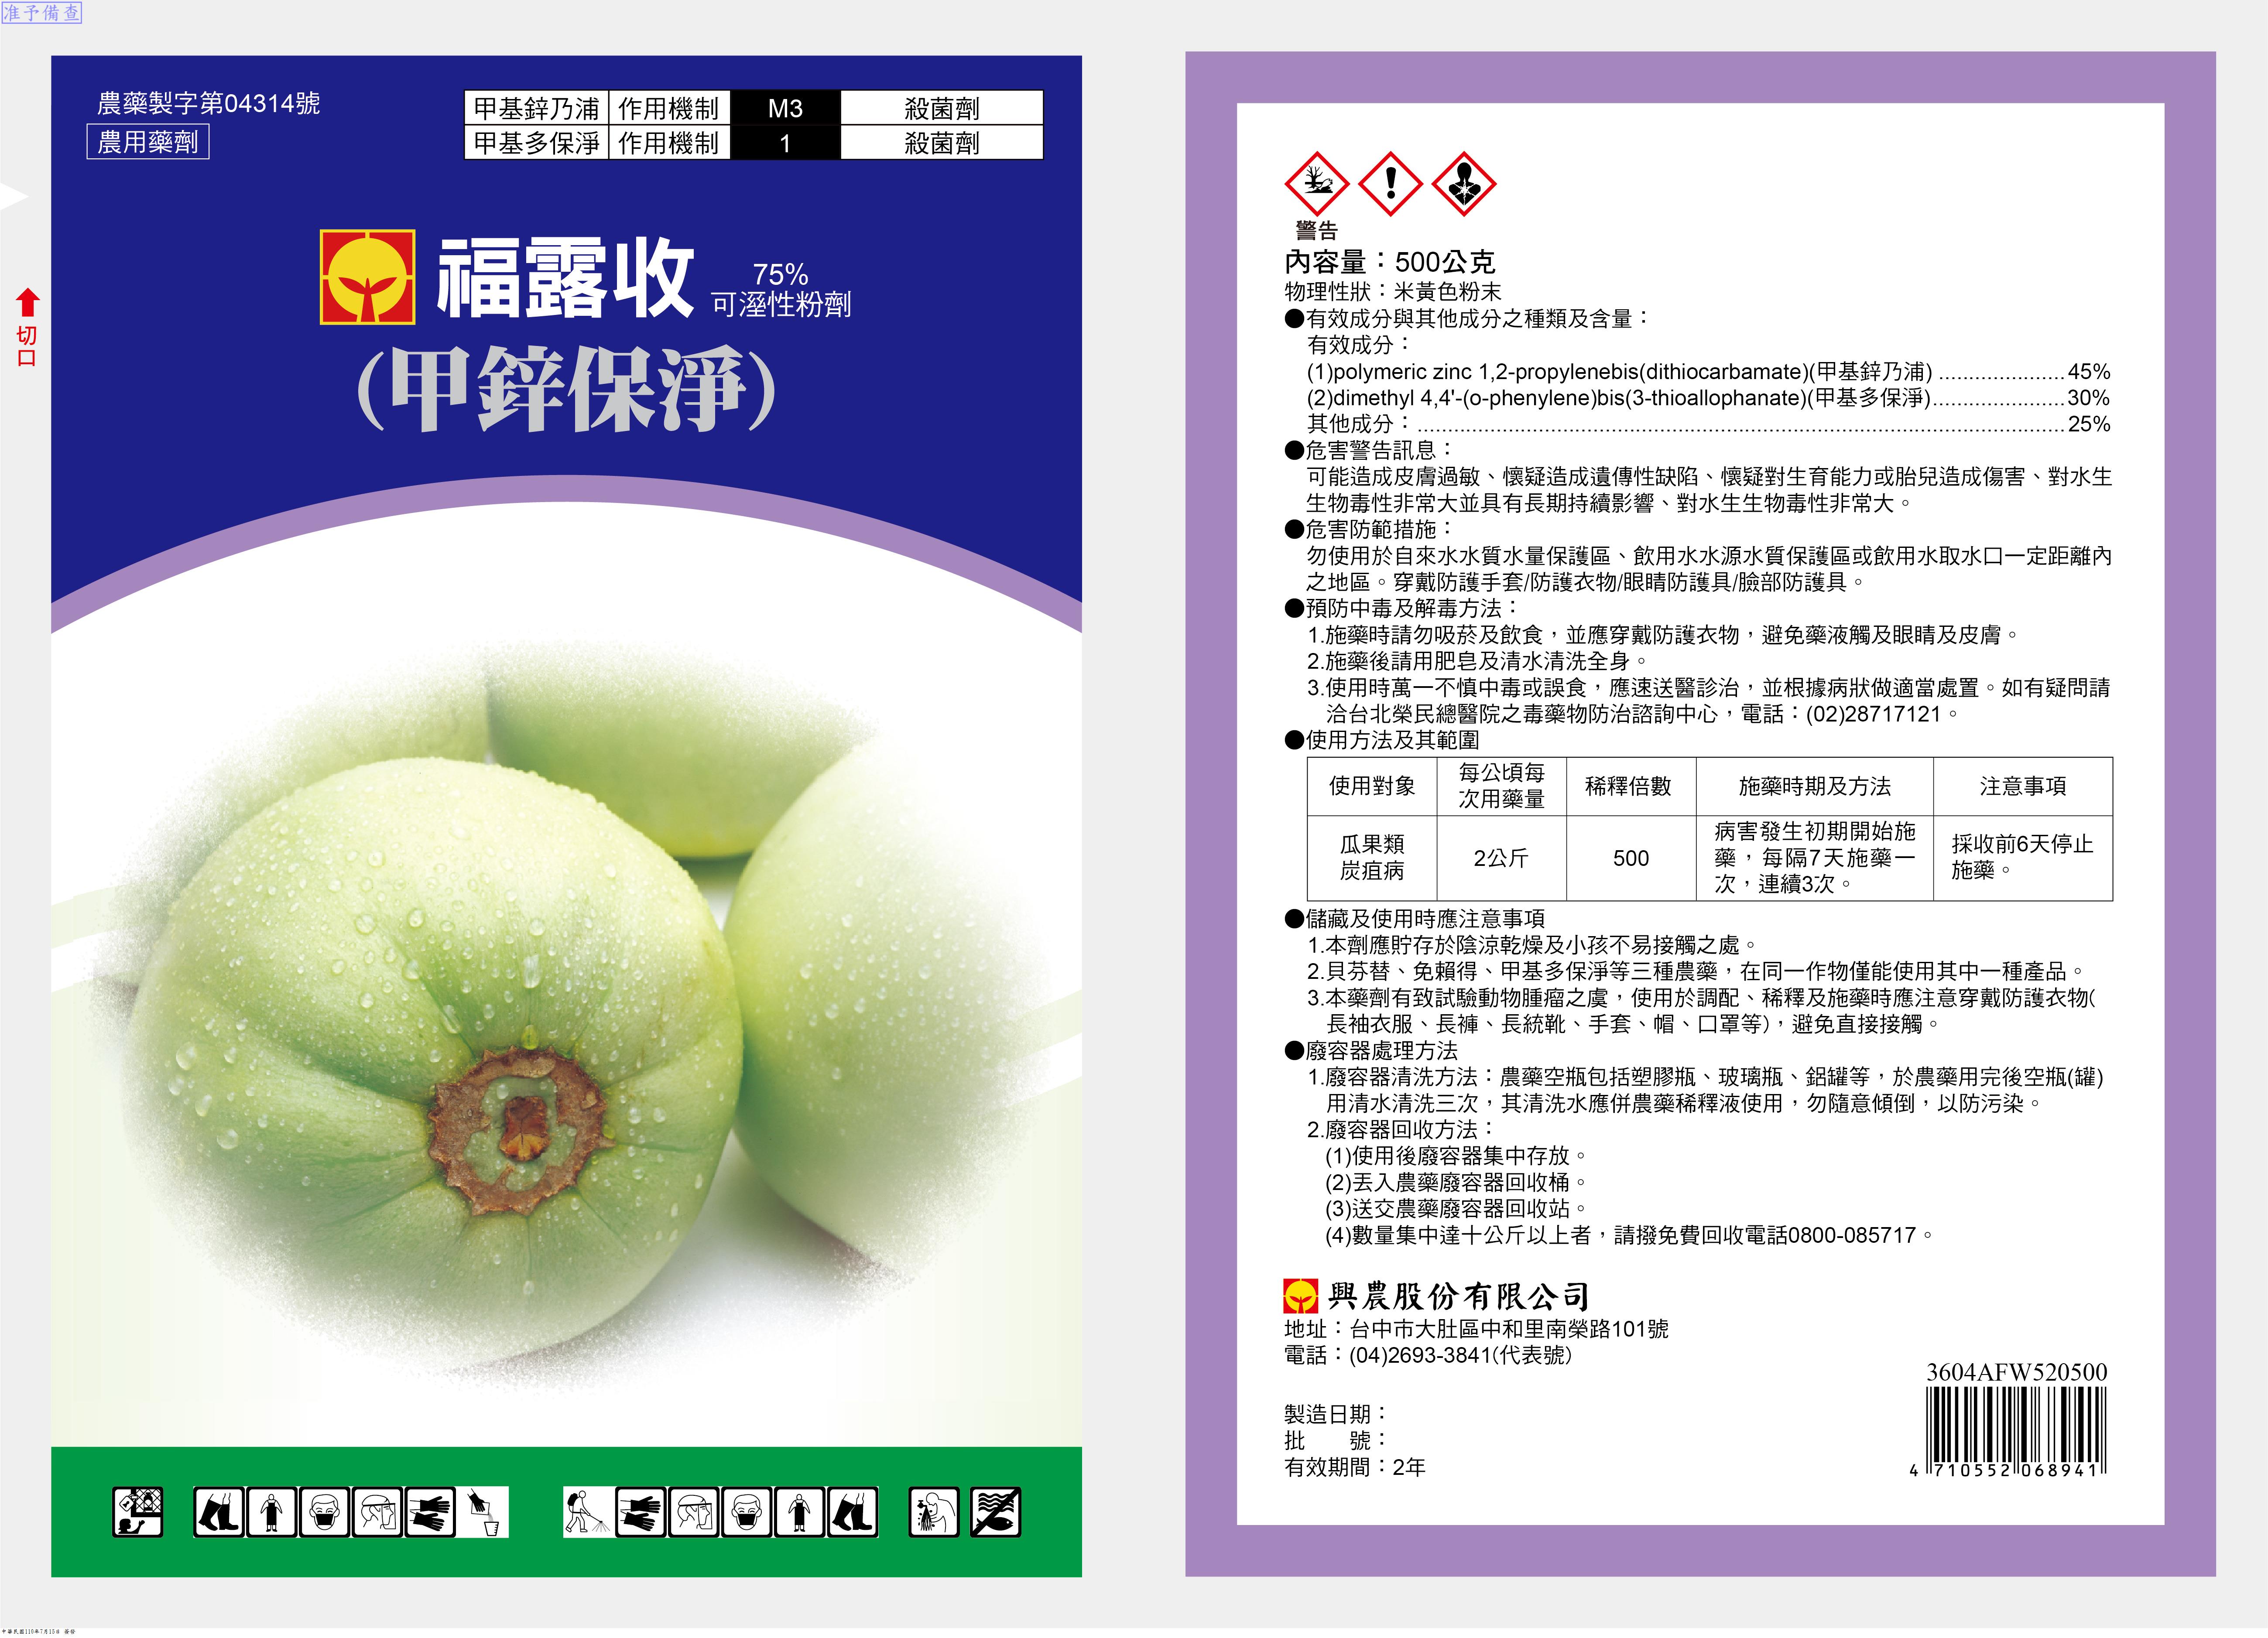 准予備查
農藥製字第04314號
農用藥劑
甲基鋅乃浦 作用機制 M3 殺菌劑
甲基多保淨 作用機制 1 殺菌劑
福露收
75%
可溼性粉劑
(甲鋅保淨)
切口
警告
內容量：500公克
物理性狀：米黃色粉末
●有效成分與其他成分之種類及含量：
有效成分：
(1)polymeric zinc 1,2-propylenebis(dithiocarbamate)(甲基鋅乃浦) .....................45%
(2)dimethyl 4,4'-(o-phenylene)bis(3-thioallophanate)(甲基多保淨)......................30%
其他成分：............................................................................................................25%
●危害警告訊息：
可能造成皮膚過敏、懷疑造成遺傳性缺陷、懷疑對生育能力或胎兒造成傷害、對水生
生物毒性非常大並具有長期持續影響、對水生生物毒性非常大。
●危害防範措施：
勿使用於自來水水質水量保護區、飲用水水源水質保護區或飲用水取水口一定距離內
之地區。穿戴防護手套/防護衣物/眼睛防護具/臉部防護具。
●預防中毒及解毒方法：
1.施藥時請勿吸菸及飲食，並應穿戴防護衣物，避免藥液觸及眼睛及皮膚。
2.施藥後請用肥皂及清水清洗全身。
3.使用時萬一不慎中毒或誤食，應速送醫診治，並根據病狀做適當處置。如有疑問請
洽台北榮民總醫院之毒藥物防治諮詢中心，電話：(02)28717121。
●使用方法及其範圍
使用對象 每公頃每次用藥量 稀釋倍數 施藥時期及方法 注意事項
瓜果類炭疽病 2公斤 500 病害發生初期開始施藥，每隔7天施藥一次，連續3次。 採收前6天停止施藥。
●儲藏及使用時應注意事項
1.本劑應貯存於陰涼乾燥及小孩不易接觸之處。
2.貝芬替、免賴得、甲基多保淨等三種農藥，在同一作物僅能使用其中一種產品。
3.本藥劑有致試驗動物腫瘤之虞，使用於調配、稀釋及施藥時應注意穿戴防護衣物(
長袖衣服、長褲、長統靴、手套、帽、口罩等)，避免直接接觸。
●廢容器處理方法
1.廢容器清洗方法：農藥空瓶包括塑膠瓶、玻璃瓶、鋁罐等，於農藥用完後空瓶(罐)
用清水清洗三次，其清洗水應併農藥稀釋液使用，勿隨意傾倒，以防污染。
2.廢容器回收方法：
(1)使用後廢容器集中存放。
(2)丟入農藥廢容器回收桶。
(3)送交農藥廢容器回收站。
(4)數量集中達十公斤以上者，請撥免費回收電話0800-085717。
興農股份有限公司
地址：台中市大肚區中和里南榮路101號
電話：(04)2693-3841(代表號)
製造日期：
批　　號：
有效期間：2年
3604AFW520500
4 710552 068941
中華民國110年7月13日